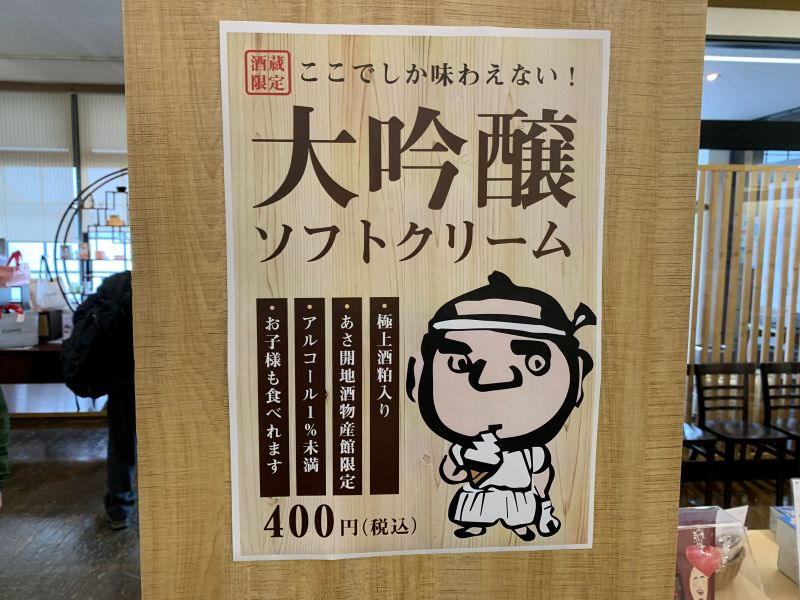 酒蔵
限定
ここでしか味わえない！
大吟醸
ソフトクリーム
極上酒粕入り
あさ開地酒物産館限定
アルコール1%未満
お子様も食べれます
400円(税込)